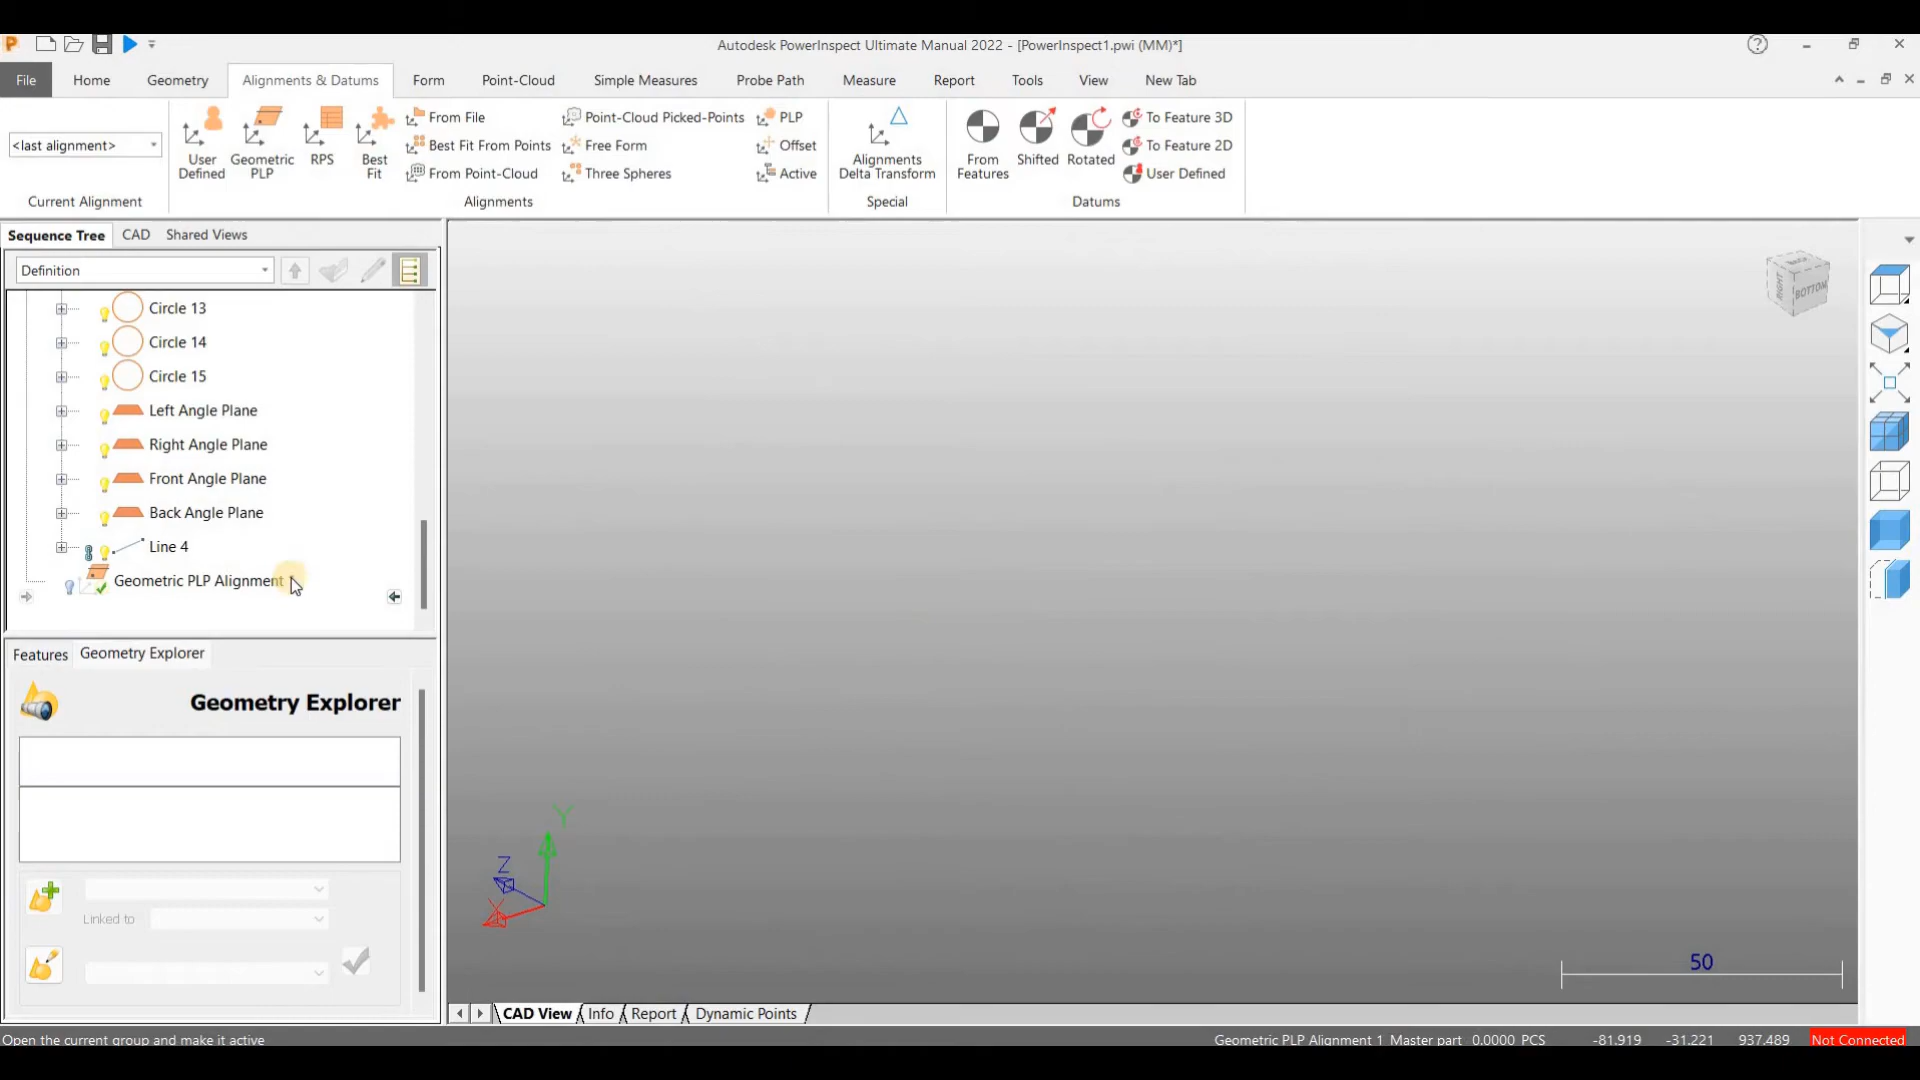 Autodesk PowerInspect Ultimate Manual 2022 - [PowerInspect1.pwi (MM)*]
File Home Geometry Alignments & Datums Form Point-Cloud Simple Measures Probe Path Measure Report Tools View New Tab
<last alignment>
Current Alignment
User Defined
Geometric PLP
RPS
Best Fit
From File
Best Fit From Points
From Point-Cloud
Point-Cloud Picked-Points
Free Form
Three Spheres
PLP
Offset
Active
Alignments
Alignments Delta Transform
Special
From Features
Shifted
Rotated
To Feature 3D
To Feature 2D
User Defined
Datums
Sequence Tree CAD Shared Views
Definition
Circle 13
Circle 14
Circle 15
Left Angle Plane
Right Angle Plane
Front Angle Plane
Back Angle Plane
Line 4
Geometric PLP Alignment
Features Geometry Explorer
Geometry Explorer
Linked to
RIGHT BACK BOTTOM
Y
Z
X
50
CAD View Info Report Dynamic Points
Open the current group and make it active
Geometric PLP Alignment 1 Master part 0.0000 PCS -81.919 -31.221 937.489 Not Connected